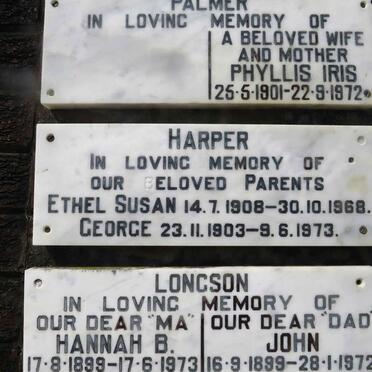 PALMER
IN LOVING MEMORY OF
A BELOVED WIFE
AND MOTHER
PHYLLIS IRIS
25·5·1901-22·9·1972
HARPER
IN LOVING MEMORY OF
OUR BELOVED PARENTS
ETHEL SUSAN 14.7.1908-30.10.1968.
GEORGE 23.11.1903-9.6.1973.
LONGSON
IN LOVING MEMORY OF
OUR DEAR "MA"
HANNAH B.
17·8·1899-17·6·1973
OUR DEAR "DAD"
JOHN
16·9·1899-28·1·1972